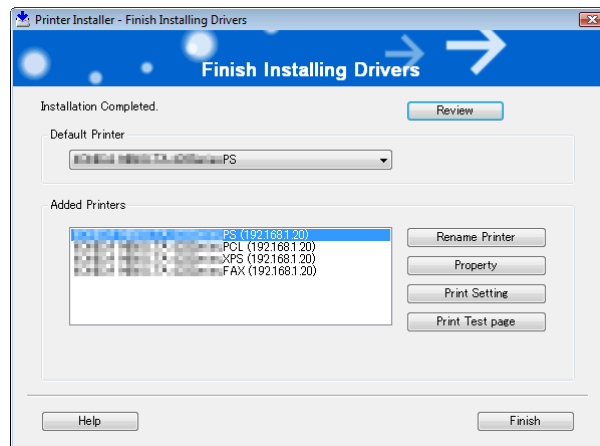 Printer Installer - Finish Installing Drivers
Finish Installing Drivers
Installation Completed.
Review
Default Printer
PS
Added Printers
PS (192.168.1.20)
PCL (192.168.1.20)
XPS (192.168.1.20)
FAX (192.168.1.20)
Rename Printer
Property
Print Setting
Print Test page
Help
Finish